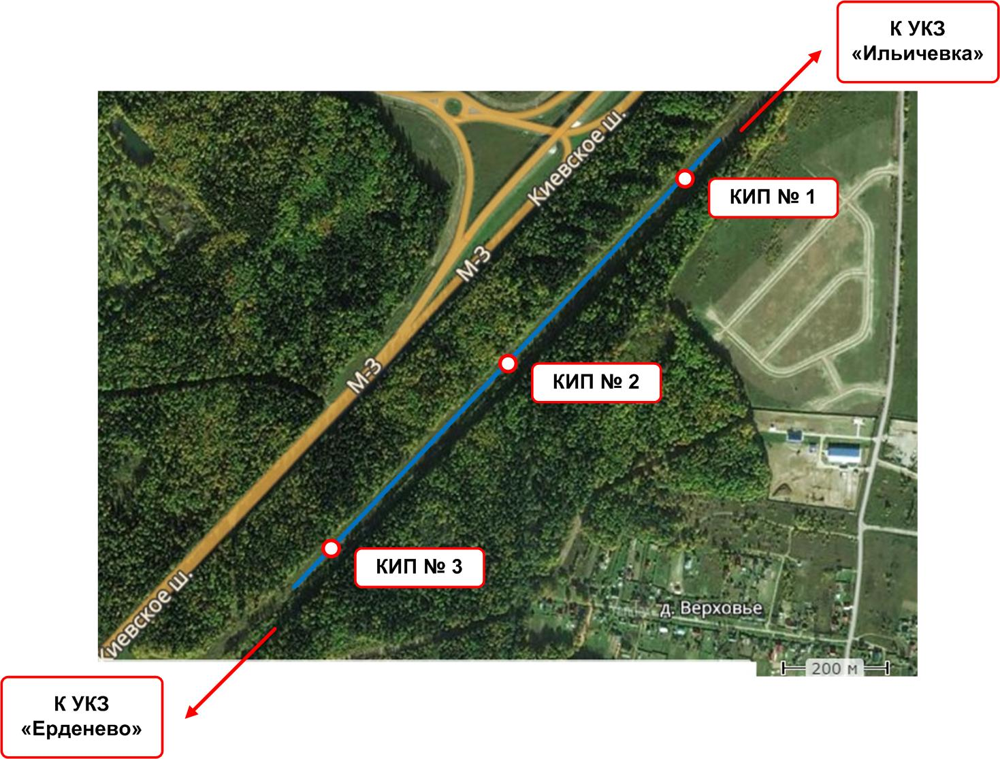 К УКЗ
«Ильичевка»
Киевское ш.
КИП № 1
М-3
М-3
КИП № 2
КИП № 3
Киевское ш.
д. Верховье
200 м
К УКЗ
«Ерденево»